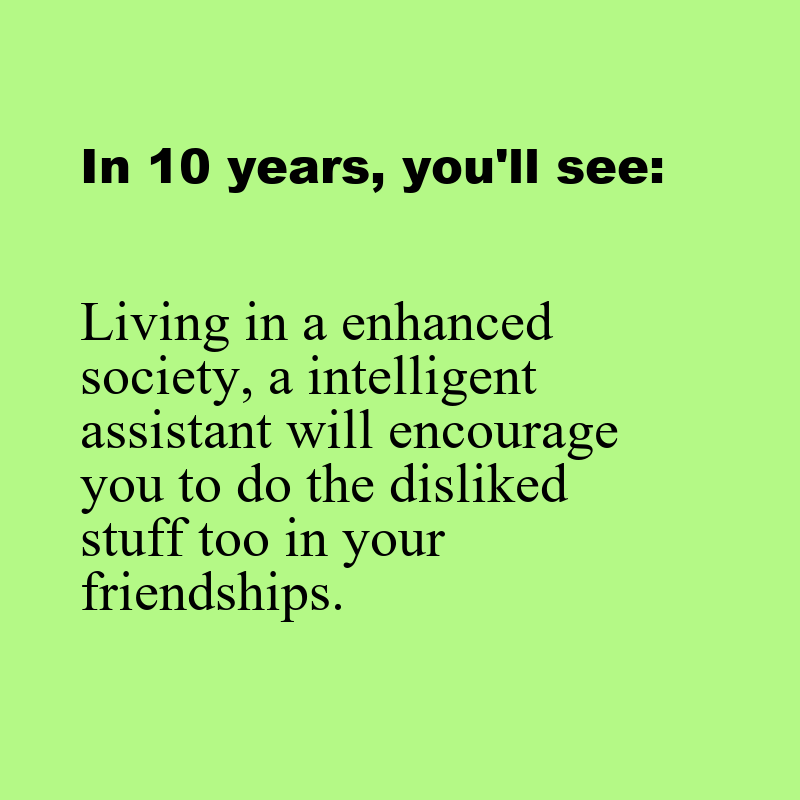 In 10 years, you'll see:
Living in a enhanced
society, a intelligent
assistant will encourage
you to do the disliked
stuff too in your
friendships.